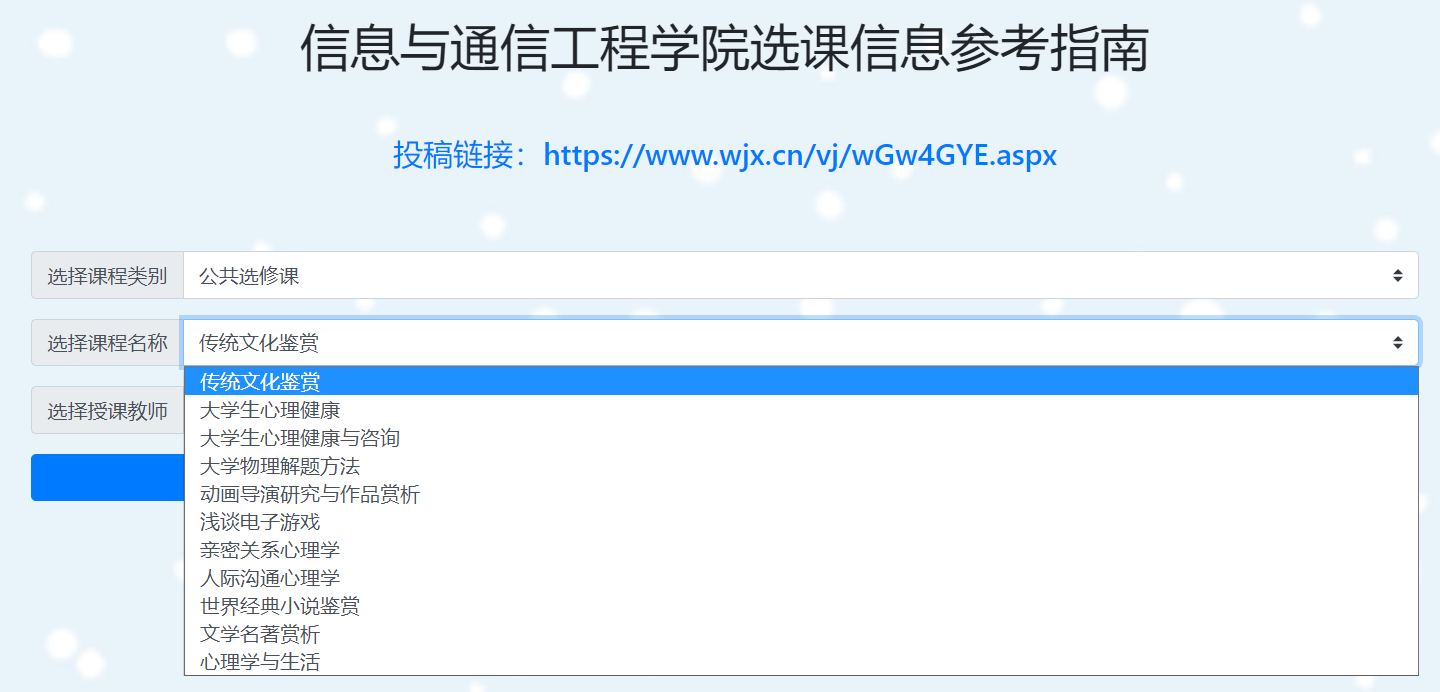 信息与通信工程学院选课信息参考指南
投稿链接：https://www.wjx.cn/vj/wGw4GYE.aspx
选择课程类别 公共选修课
选择课程名称 传统文化鉴赏
选择授课教师
传统文化鉴赏
大学生心理健康
大学生心理健康与咨询
大学物理解题方法
动画导演研究与作品赏析
浅谈电子游戏
亲密关系心理学
人际沟通心理学
世界经典小说鉴赏
文学名著赏析
心理学与生活